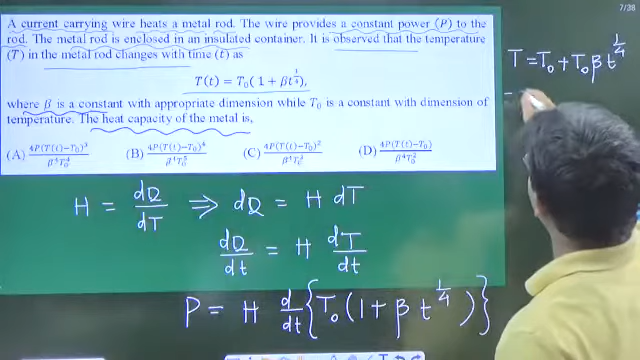 7/38
A current carrying wire heats a metal rod. The wire provides a constant power (P) to the
rod. The metal rod is enclosed in an insulated container. It is observed that the temperature
(T) in the metal rod changes with time (t) as
T(t) = T₀( 1 + βt^(1/4)),
where β is a constant with appropriate dimension while T₀ is a constant with dimension of
temperature. The heat capacity of the metal is,
(A) 4P(T(t)−T₀)³ / β⁴T₀⁴ (B) 4P(T(t)−T₀)⁴ / β⁴T₀⁵ (C) 4P(T(t)−T₀)² / β⁴T₀³ (D) 4P(T(t)−T₀) / β⁴T₀²
T = T₀ + T₀ β t^(1/4)
H = dQ/dT ⇒ dQ = H dT
dQ/dt = H dT/dt
P = H d/dt { T₀ (1 + β t^(1/4)) }